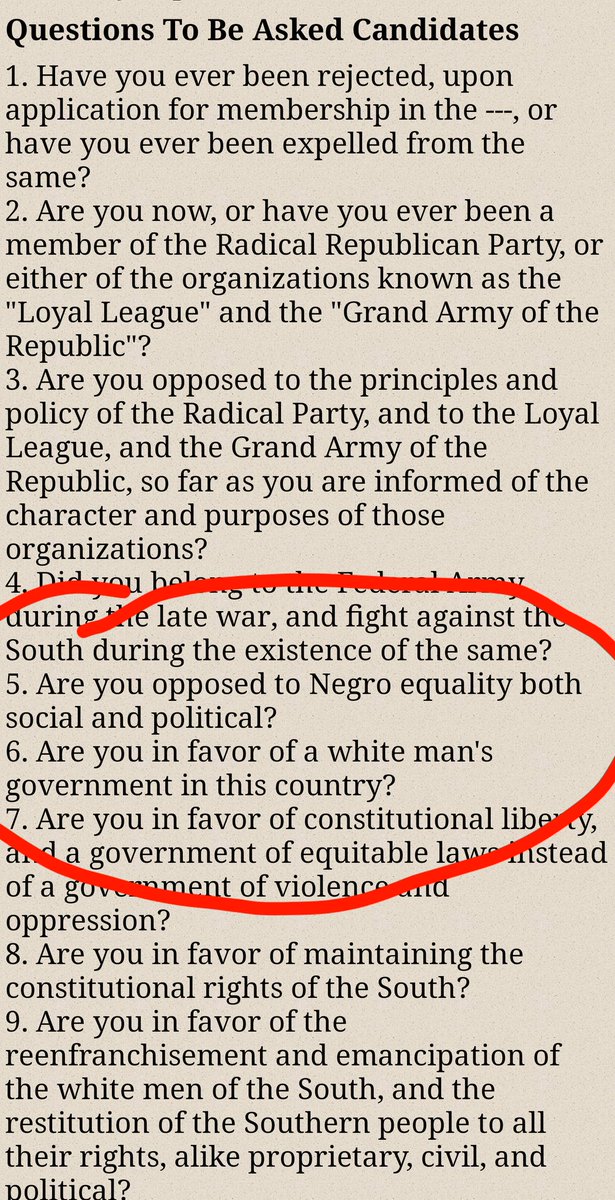 Questions To Be Asked Candidates
1. Have you ever been rejected, upon
application for membership in the ---, or
have you ever been expelled from the
same?
2. Are you now, or have you ever been a
member of the Radical Republican Party, or
either of the organizations known as the
"Loyal League" and the "Grand Army of the
Republic"?
3. Are you opposed to the principles and
policy of the Radical Party, and to the Loyal
League, and the Grand Army of the
Republic, so far as you are informed of the
character and purposes of those
organizations?
4. Did you belong to the Federal Army
during the late war, and fight against the
South during the existence of the same?
5. Are you opposed to Negro equality both
social and political?
6. Are you in favor of a white man's
government in this country?
7. Are you in favor of constitutional liberty,
and a government of equitable laws instead
of a government of violence and
oppression?
8. Are you in favor of maintaining the
constitutional rights of the South?
9. Are you in favor of the
reenfranchisement and emancipation of
the white men of the South, and the
restitution of the Southern people to all
their rights, alike proprietary, civil, and
political?